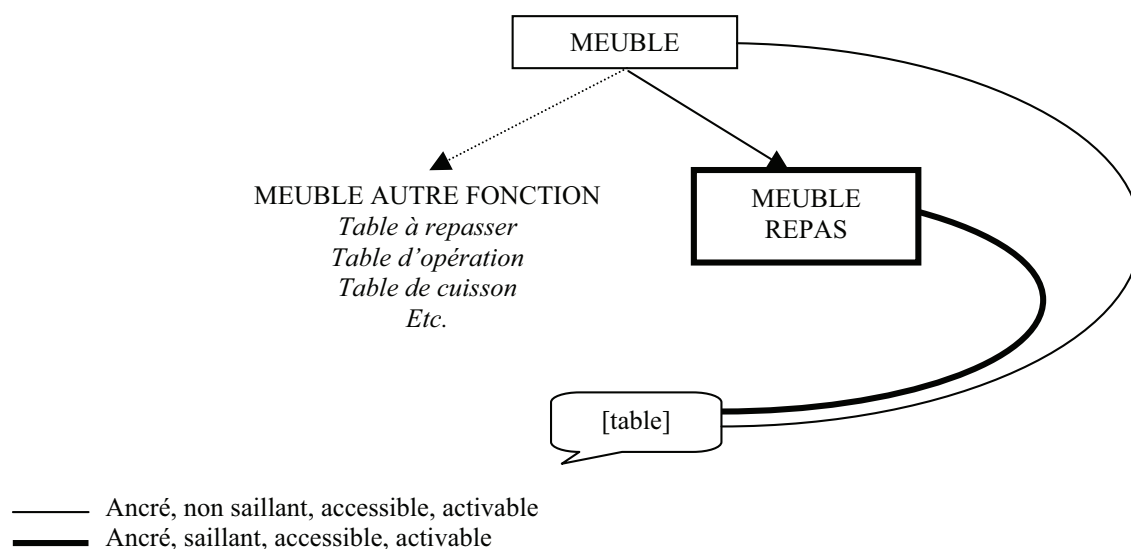 MEUBLE
MEUBLE AUTRE FONCTION
Table à repasser
Table d’opération
Table de cuisson
Etc.
MEUBLE
REPAS
[table]
Ancré, non saillant, accessible, activable
Ancré, saillant, accessible, activable